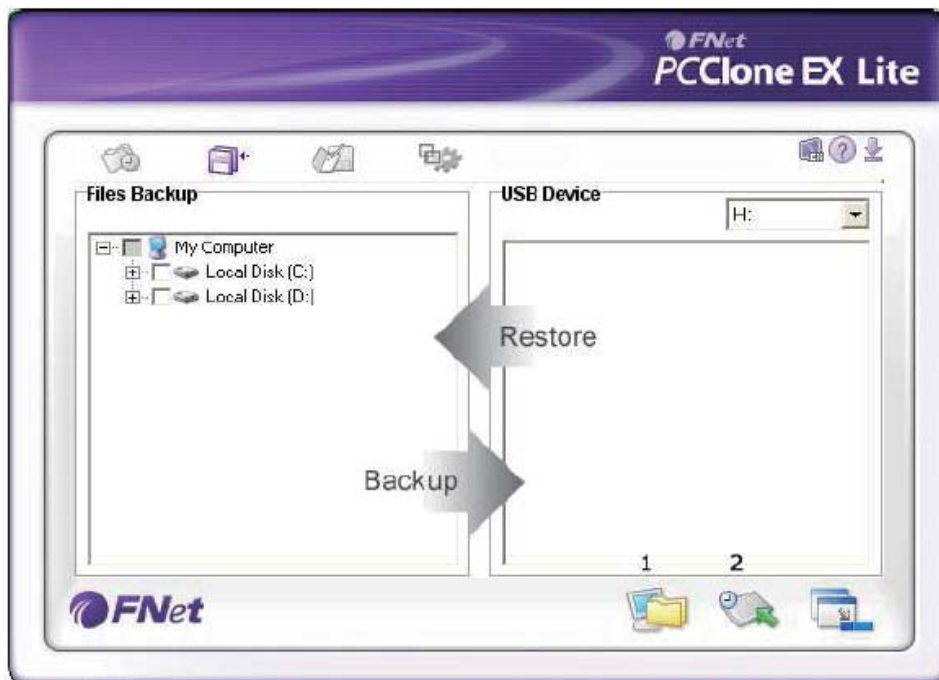 FNet
PCClone EX Lite
Files Backup
USB Device
H:
My Computer
Local Disk (C:)
Local Disk (D:)
Restore
Backup
1
2
FNet